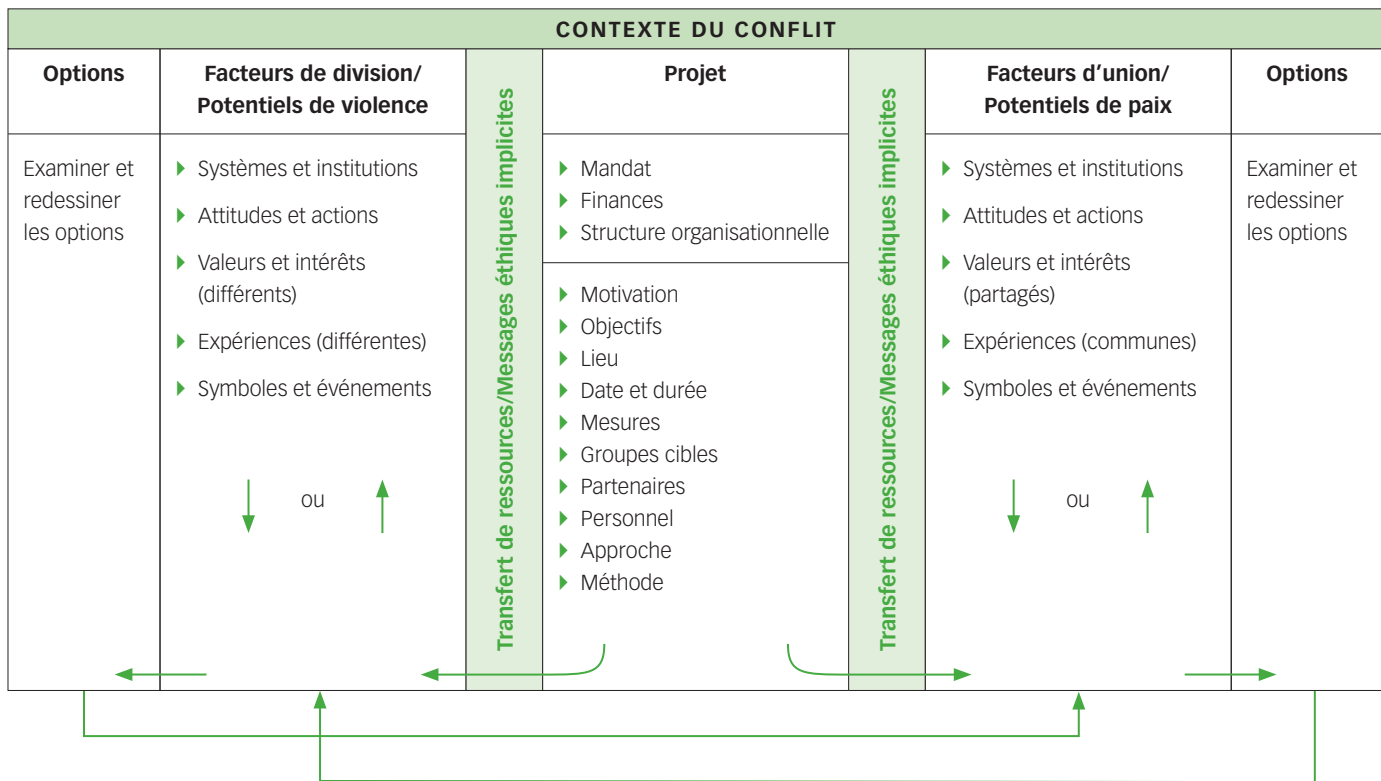 CONTEXTE DU CONFLIT
Options
Examiner et
redessiner
les options
Facteurs de division/
Potentiels de violence
Systèmes et institutions
Attitudes et actions
Valeurs et intérêts
(différents)
Expériences (différentes)
Symboles et événements
ou
Transfert de ressources/Messages éthiques implicites
Projet
Mandat
Finances
Structure organisationnelle
Motivation
Objectifs
Lieu
Date et durée
Mesures
Groupes cibles
Partenaires
Personnel
Approche
Méthode
Transfert de ressources/Messages éthiques implicites
Facteurs d’union/
Potentiels de paix
Systèmes et institutions
Attitudes et actions
Valeurs et intérêts
(partagés)
Expériences (communes)
Symboles et événements
ou
Options
Examiner et
redessiner
les options